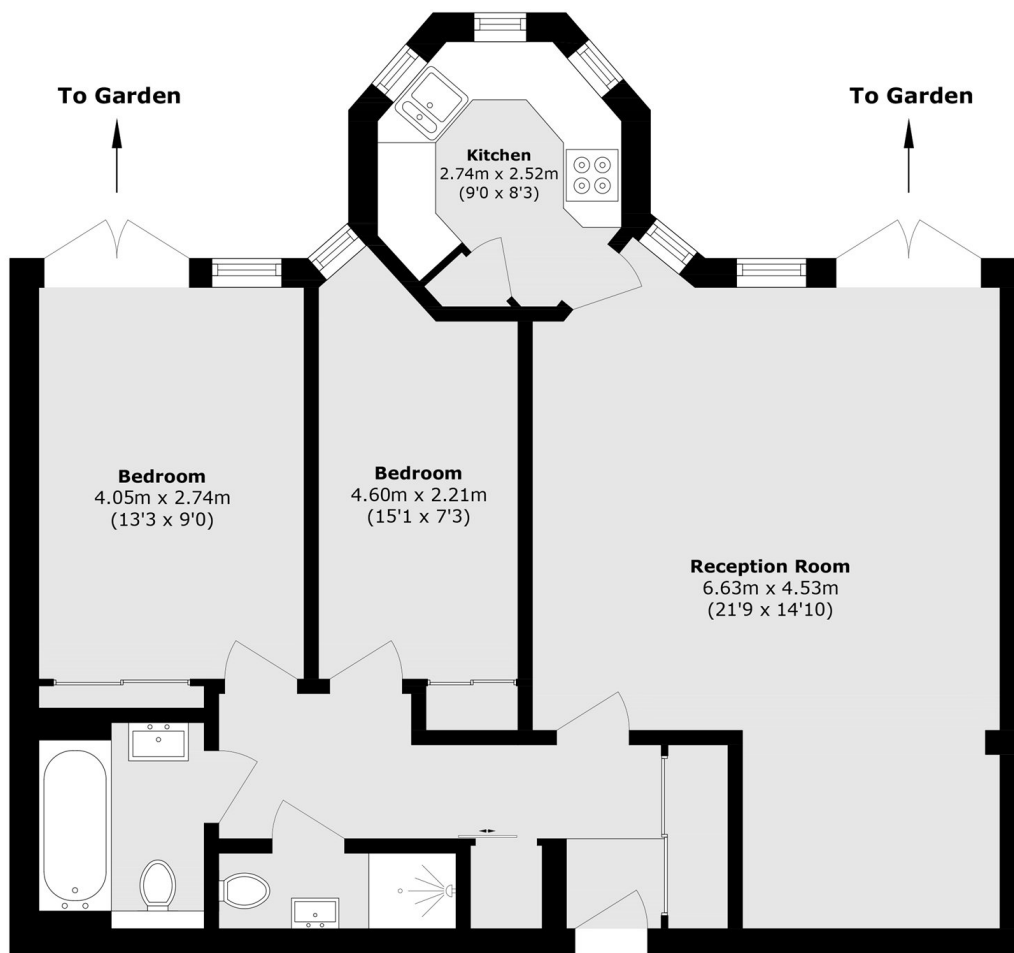 To Garden
To Garden
Kitchen
2.74m x 2.52m
(9'0 x 8'3)
Bedroom
4.05m x 2.74m
(13'3 x 9'0)
Bedroom
4.60m x 2.21m
(15'1 x 7'3)
Reception Room
6.63m x 4.53m
(21'9 x 14'10)